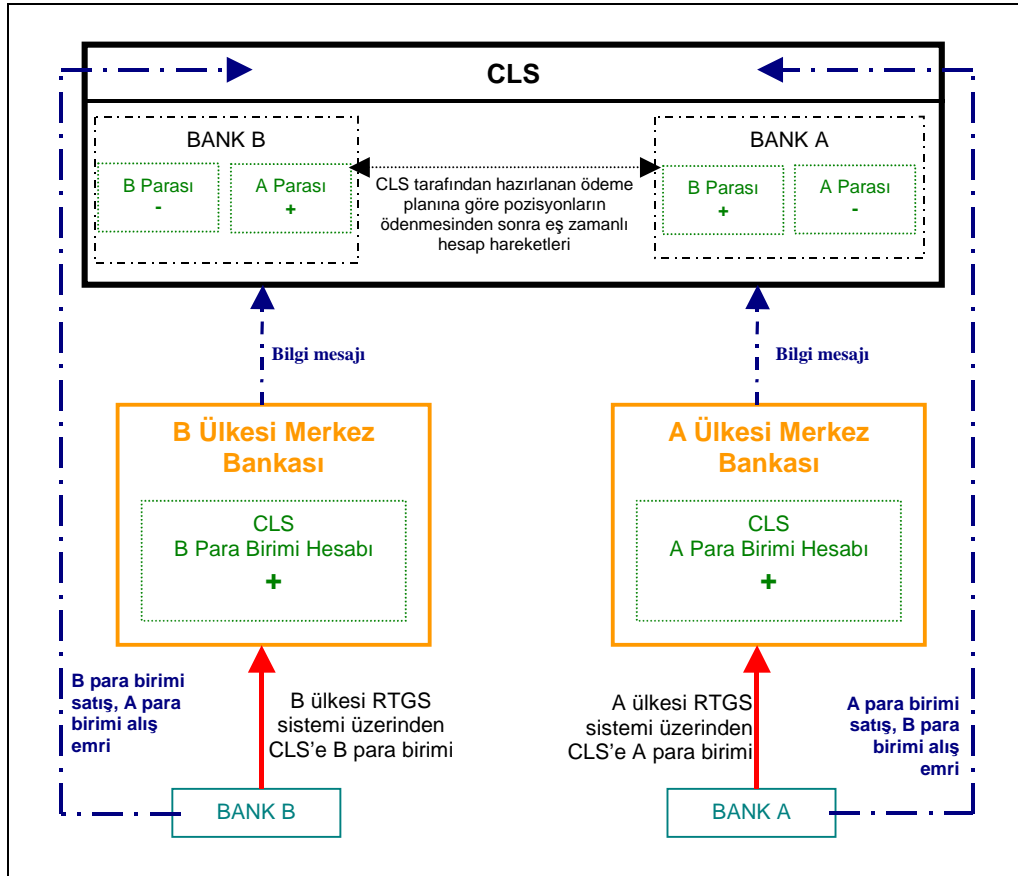 CLS
BANK B
B Parası
-
A Parası
+
CLS tarafından hazırlanan ödeme
planına göre pozisyonların
ödenmesinden sonra eş zamanlı
hesap hareketleri
BANK A
B Parası
+
A Parası
-
Bilgi mesajı
Bilgi mesajı
B Ülkesi Merkez
Bankası
CLS
B Para Birimi Hesabı
+
A Ülkesi Merkez
Bankası
CLS
A Para Birimi Hesabı
+
B para birimi
satış, A para
birimi alış
emri
B ülkesi RTGS
sistemi üzerinden
CLS'e B para birimi
A ülkesi RTGS
sistemi üzerinden
CLS'e A para birimi
A para birimi
satış, B para
birimi alış
emri
BANK B
BANK A